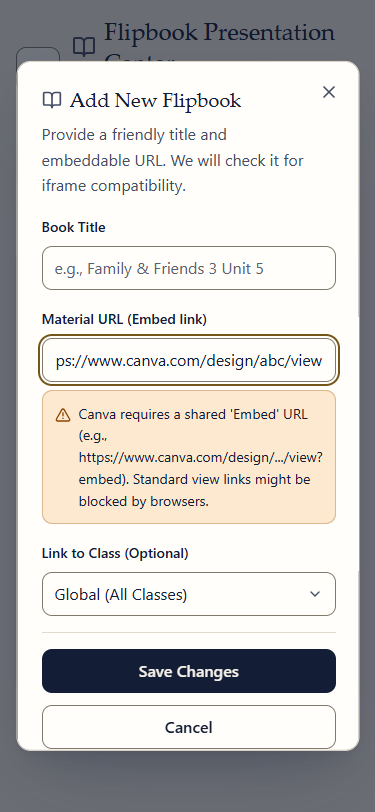 Flipbook Presentation
Center
Add New Flipbook
Provide a friendly title and
embeddable URL. We will check it for
iframe compatibility.
Book Title
e.g., Family & Friends 3 Unit 5
Material URL (Embed link)
ps://www.canva.com/design/abc/view
Canva requires a shared 'Embed' URL
(e.g.,
https://www.canva.com/design/.../view?
embed). Standard view links might be
blocked by browsers.
Link to Class (Optional)
Global (All Classes)
Save Changes
Cancel